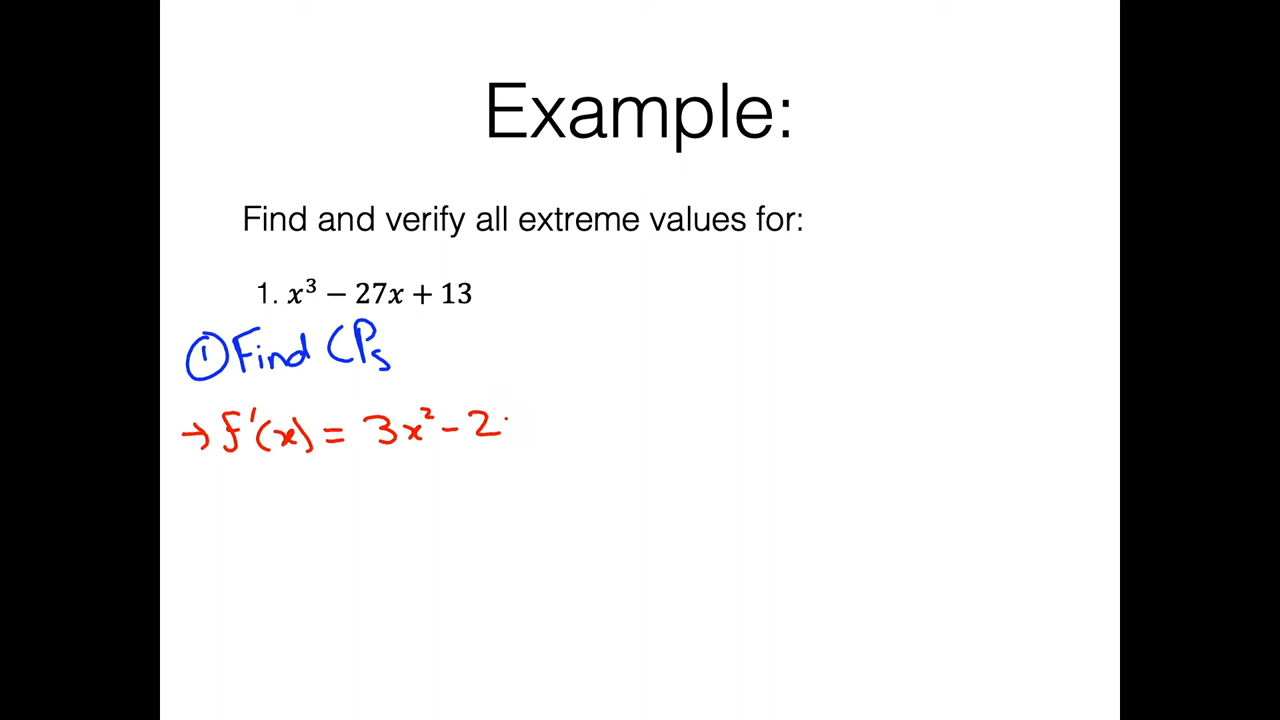 Example:
Find and verify all extreme values for:
1. x³ − 27x + 13
① Find CPs
→ f'(x) = 3x² - 2